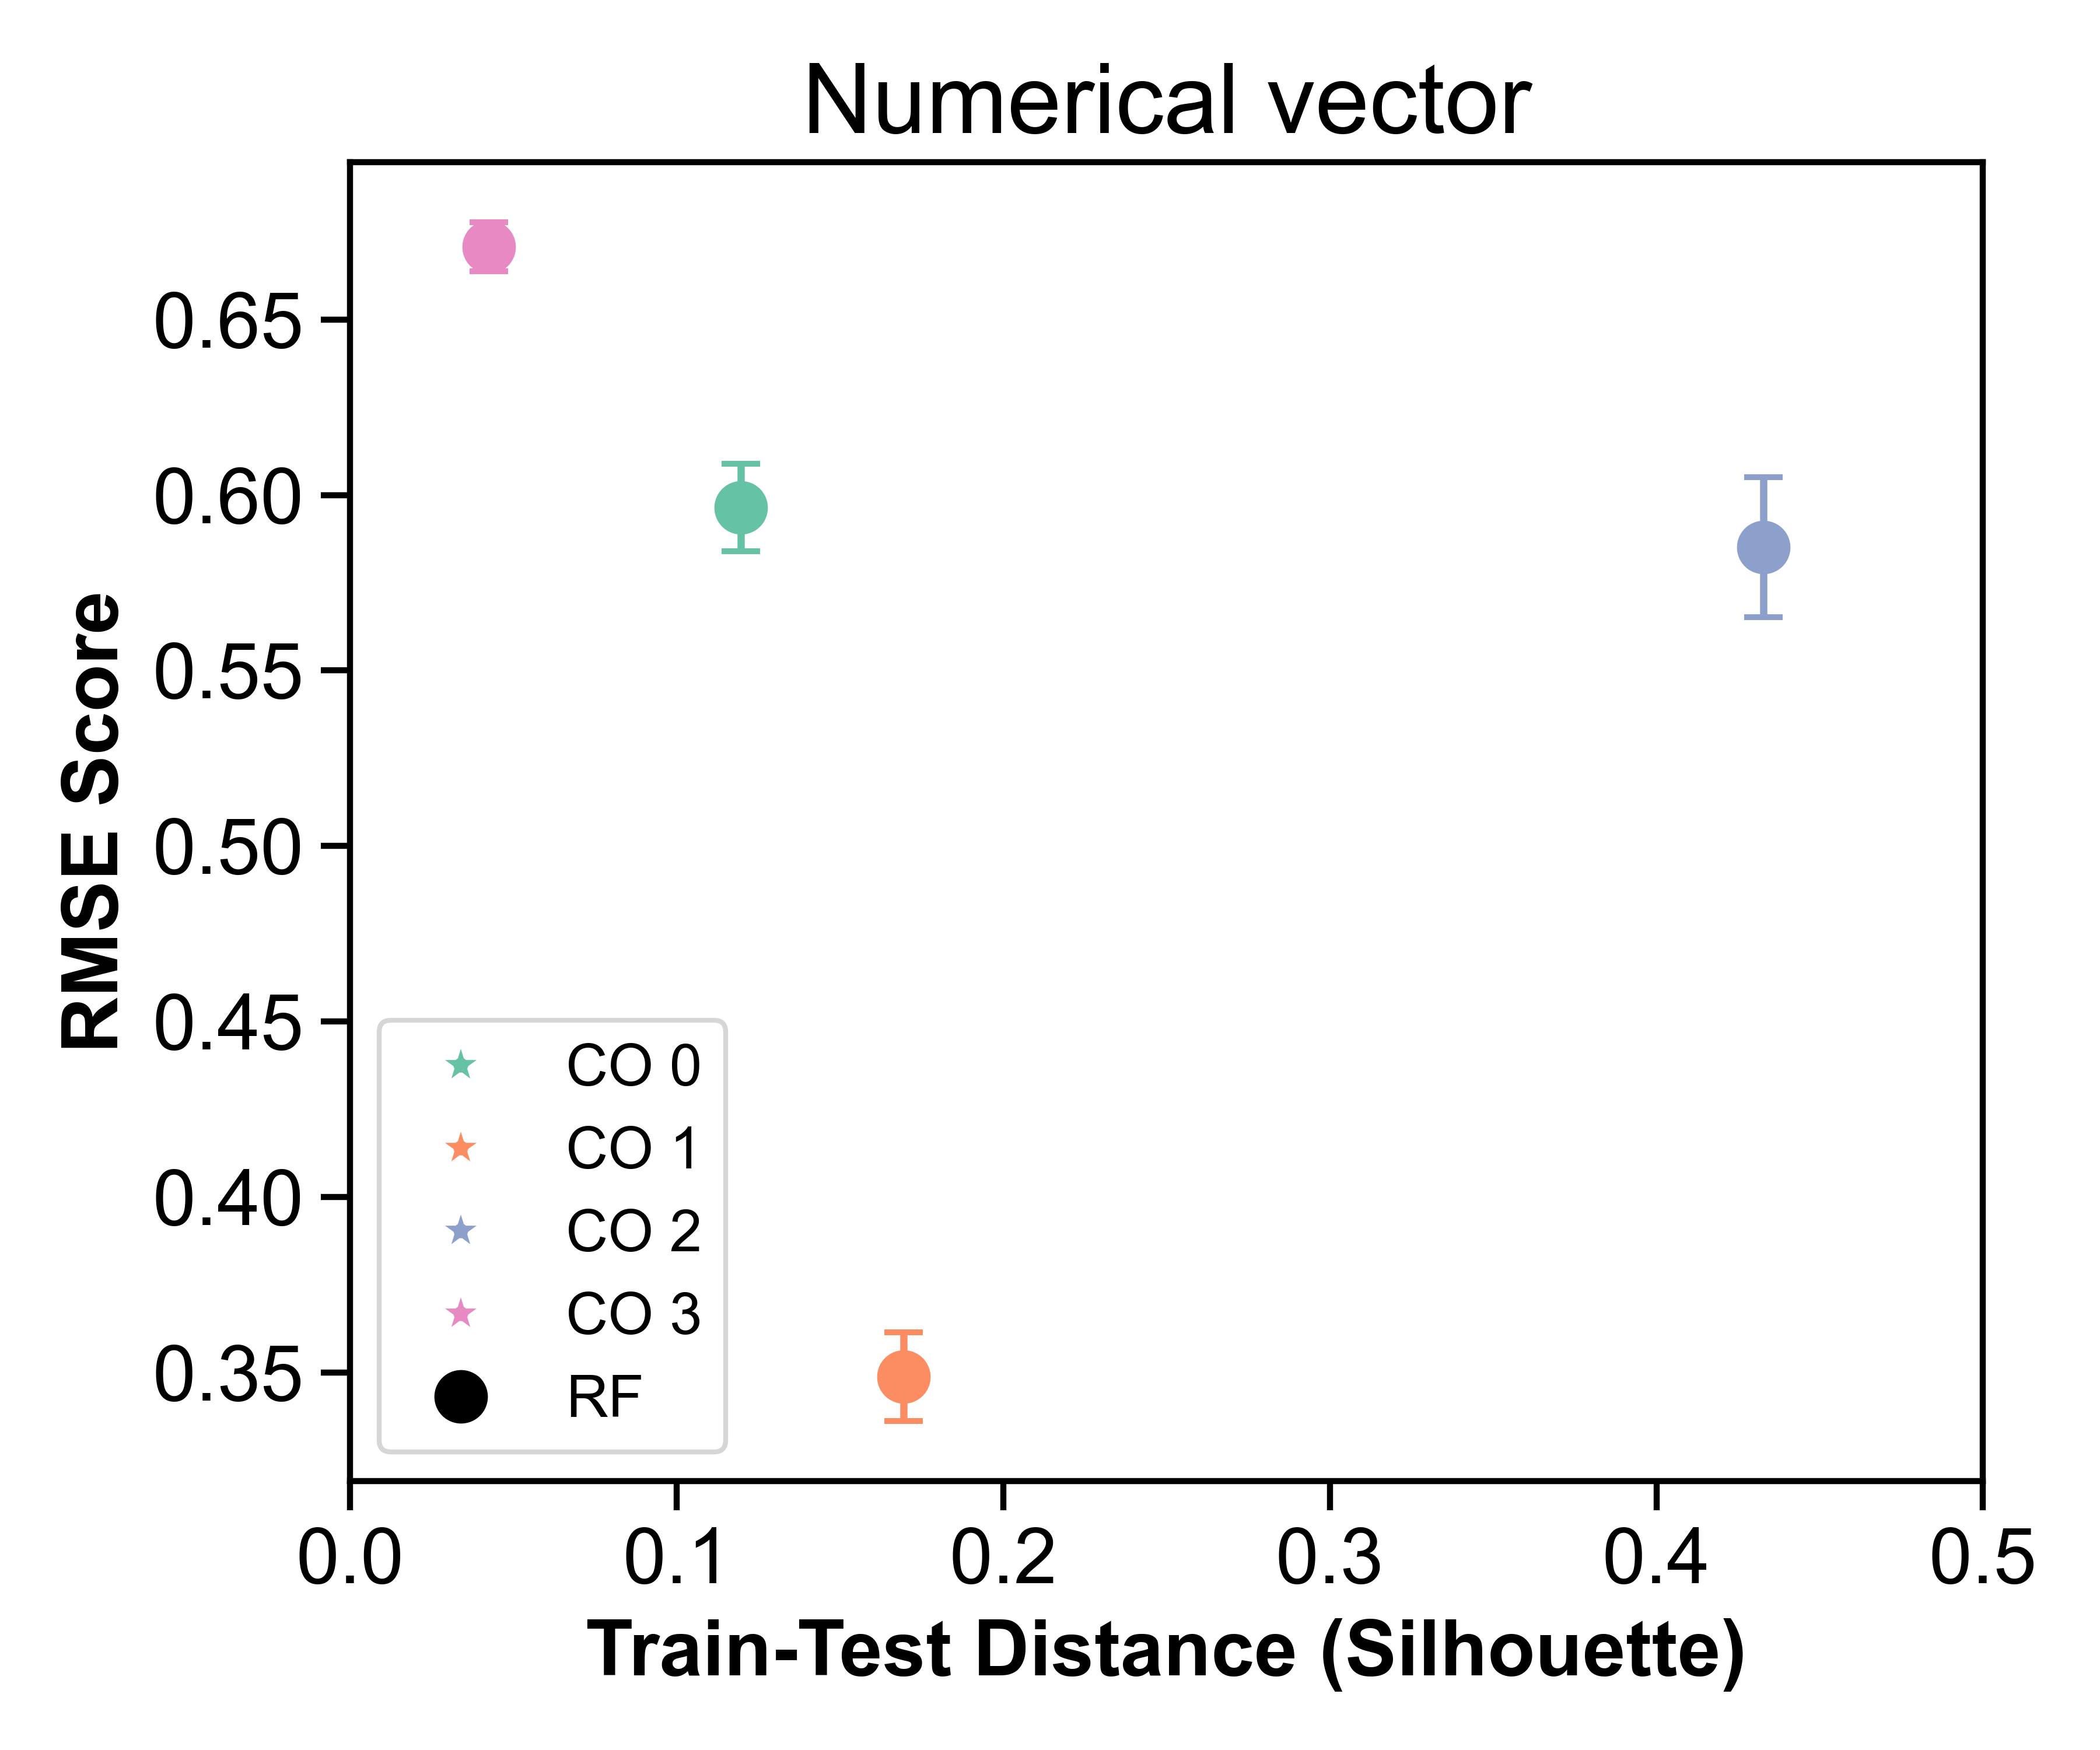 Numerical vector
RMSE Score
0.65
0.60
0.55
0.50
0.45
0.40
0.35
CO 0
CO 1
CO 2
CO 3
RF
0.0 0.1 0.2 0.3 0.4 0.5
Train-Test Distance (Silhouette)